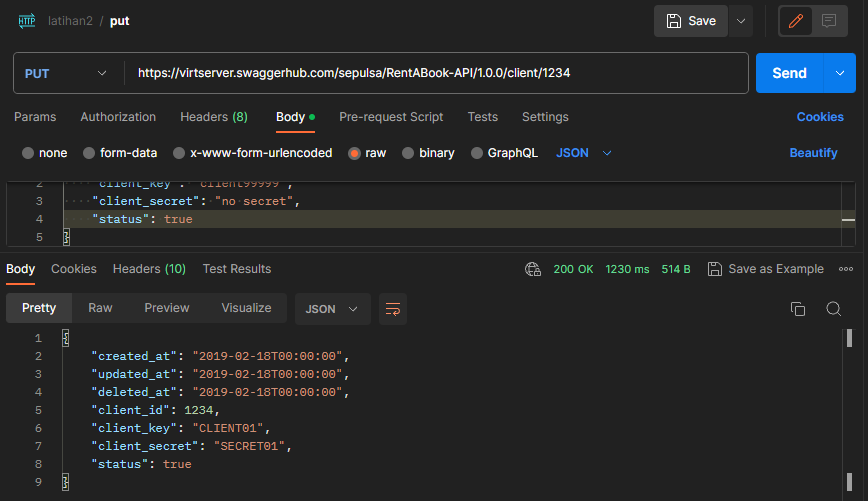 HTTP latihan2 / put Save
PUT https://virtserver.swaggerhub.com/sepulsa/RentABook-API/1.0.0/client/1234 Send
Params Authorization Headers (8) Body Pre-request Script Tests Settings Cookies
none form-data x-www-form-urlencoded raw binary GraphQL JSON Beautify
2 "client_key": "client99999",
3 "client_secret": "no secret",
4 "status": true
5 }
Body Cookies Headers (10) Test Results 200 OK 1230 ms 514 B Save as Example
Pretty Raw Preview Visualize JSON
1 {
2 "created_at": "2019-02-18T00:00:00",
3 "updated_at": "2019-02-18T00:00:00",
4 "deleted_at": "2019-02-18T00:00:00",
5 "client_id": 1234,
6 "client_key": "CLIENT01",
7 "client_secret": "SECRET01",
8 "status": true
9 }